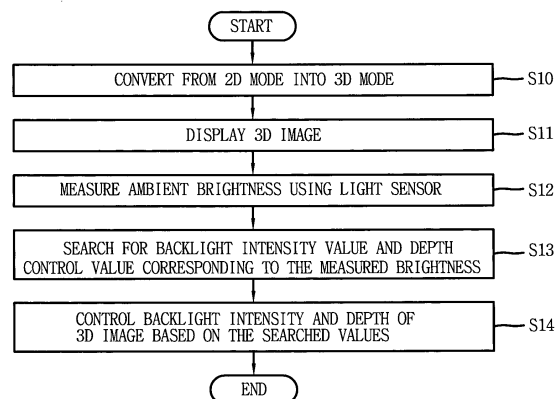 START
CONVERT FROM 2D MODE INTO 3D MODE
S10
DISPLAY 3D IMAGE
S11
MEASURE AMBIENT BRIGHTNESS USING LIGHT SENSOR
S12
SEARCH FOR BACKLIGHT INTENSITY VALUE AND DEPTH
CONTROL VALUE CORRESPONDING TO THE MEASURED BRIGHTNESS
S13
CONTROL BACKLIGHT INTENSITY AND DEPTH OF
3D IMAGE BASED ON THE SEARCHED VALUES
S14
END